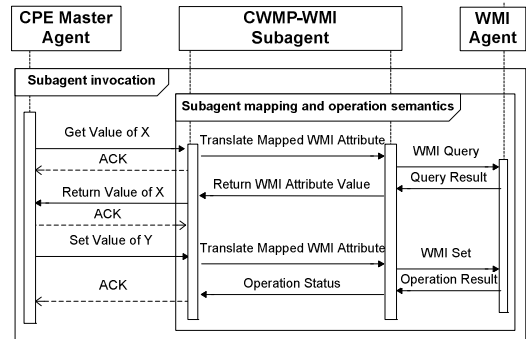 CPE Master
Agent
CWMP-WMI
Subagent
WMI
Agent
Subagent invocation
Subagent mapping and operation semantics
Get Value of X
Translate Mapped WMI Attribute
WMI Query
ACK
Query Result
Return WMI Attribute Value
Return Value of X
ACK
Set Value of Y
Translate Mapped WMI Attribute
WMI Set
Operation Result
Operation Status
ACK